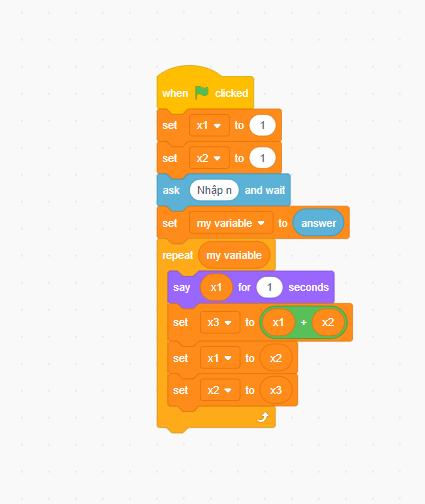 when clicked
set x1 to 1
set x2 to 1
ask Nhập n and wait
set my variable to answer
repeat my variable
say x1 for 1 seconds
set x3 to x1 + x2
set x1 to x2
set x2 to x3